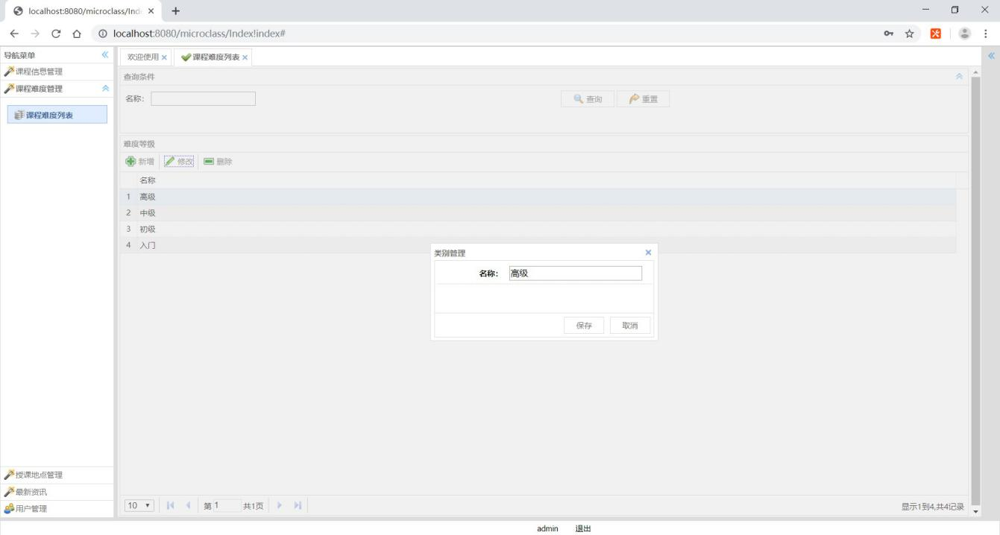 localhost:8080/microclass/Ind
localhost:8080/microclass/Index!index#
导航菜单
课程信息管理
课程难度管理
课程难度列表
授课地点管理
最新资讯
用户管理
欢迎使用 课程难度列表
查询条件
名称: 查询 重置
难度等级
新增 修改 删除
名称
1 高级
2 中级
3 初级
4 入门
类别管理
名称: 高级
保存 取消
10 第 1 共1页 显示1到4,共4记录
admin 退出